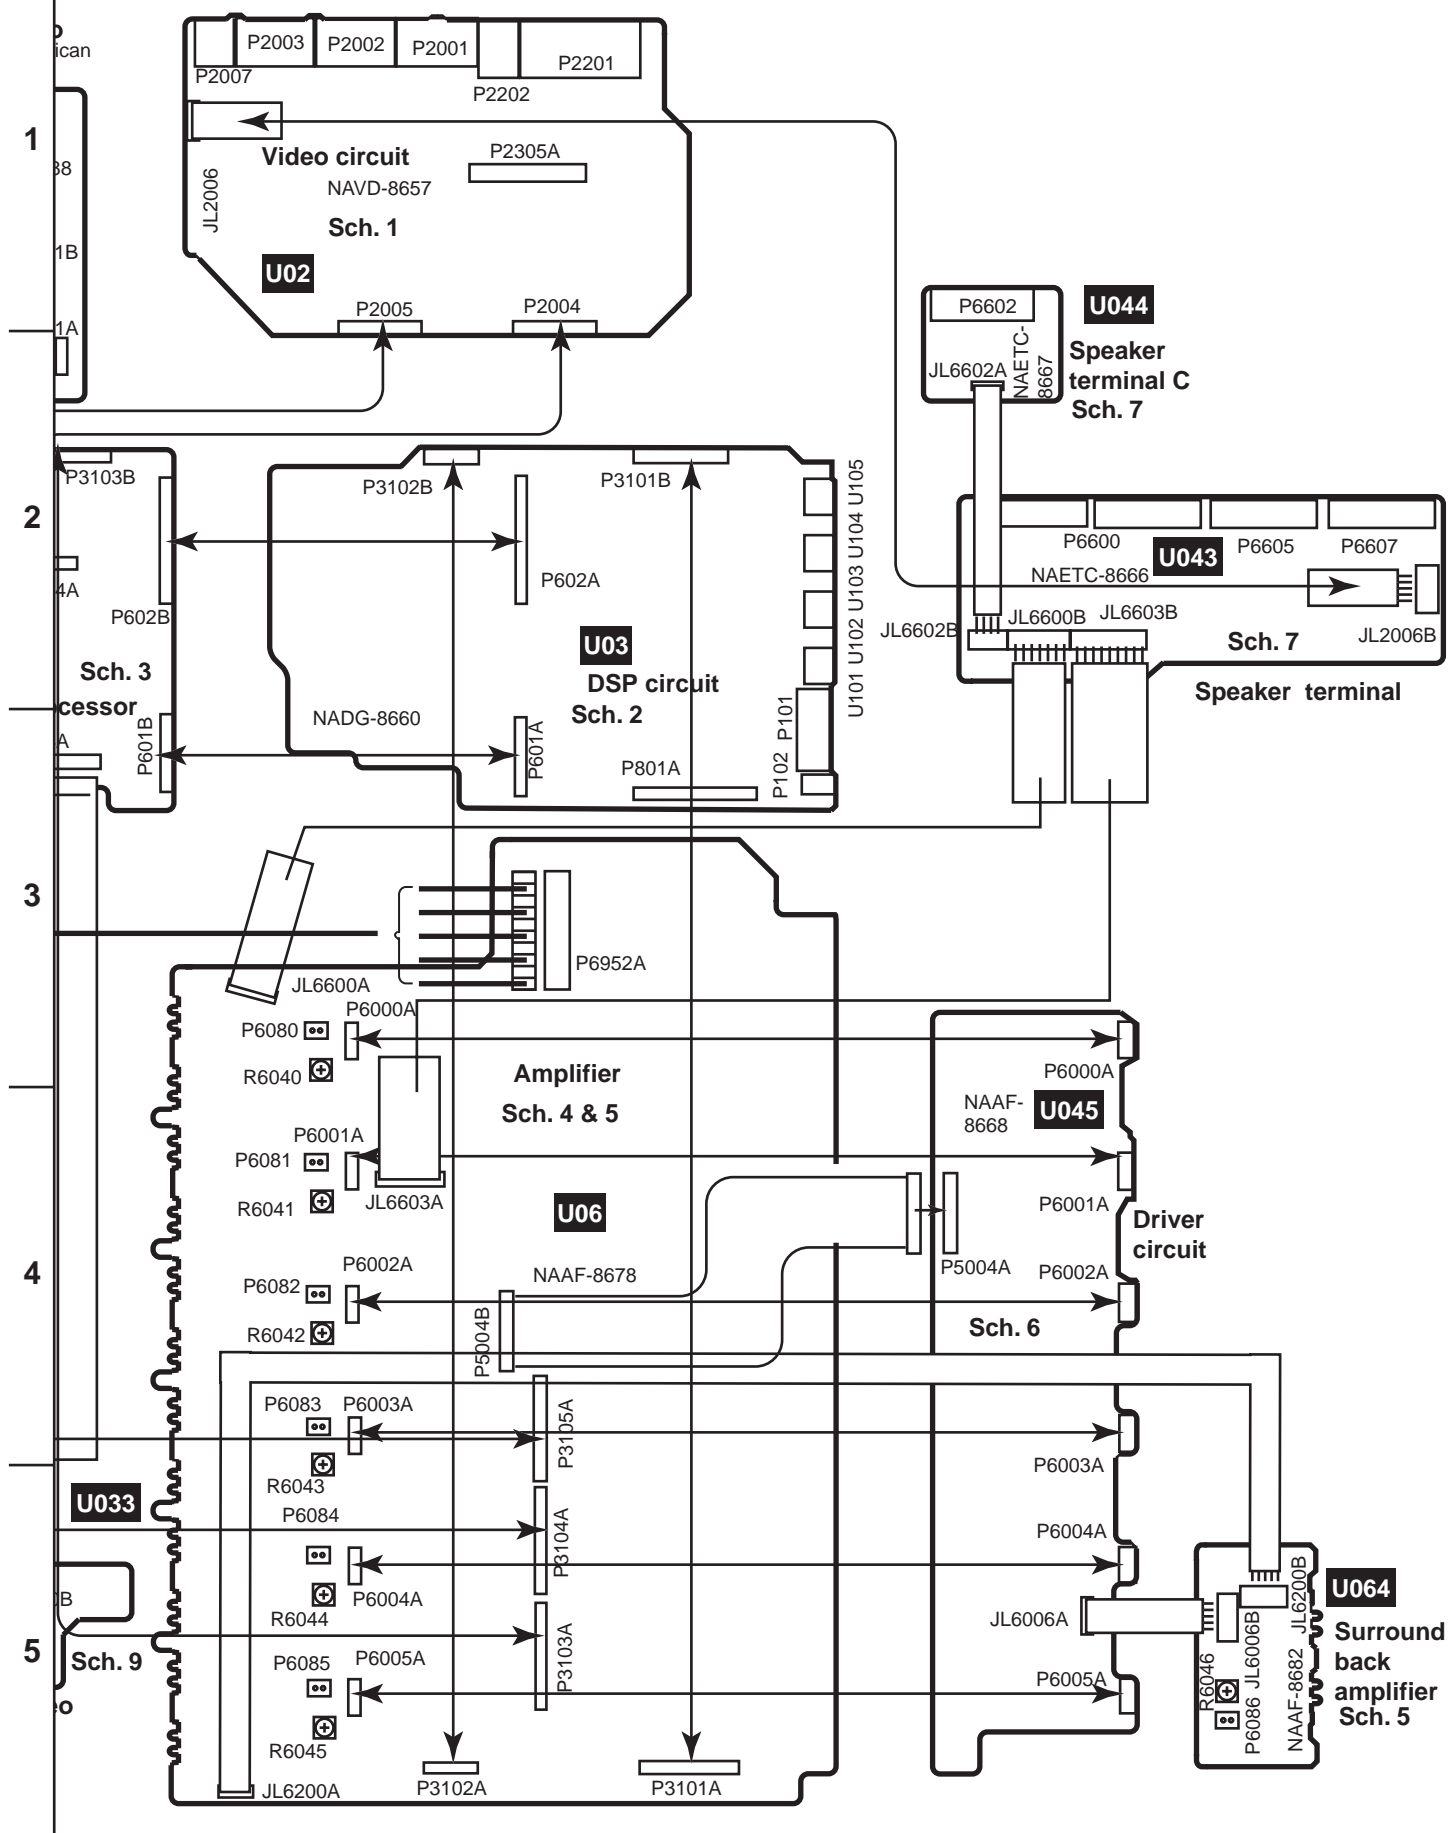 ican
P2003
P2002
P2001
P2201
P2007
P2202
1
Video circuit
P2305A
38
NAVD-8657
JL2006
Sch. 1
1B
U02
P2005
P2004
1A
P6602
U044
Speaker
terminal C
Sch. 7
JL6602A
NAETC-
8667
P3103B
P3102B
P3101B
2
U101 U102 U103 U104 U105
P6600
U043
P6605
P6607
4A
P602A
NAETC-8666
P602B
JL6602B
JL6600B
JL6603B
JL2006B
U03
Sch. 7
Sch. 3
DSP circuit
Speaker terminal
cessor
NADG-8660
Sch. 2
A
P601B
P601A
P801A
P102 P101
3
P6952A
JL6600A
P6000A
P6080
R6040
Amplifier
Sch. 4 & 5
P6000A
NAAF-
8668
U045
P6001A
P6081
R6041
JL6603A
U06
P6001A
Driver
circuit
4
P6002A
NAAF-8678
P5004A
P6002A
P6082
R6042
P5004B
Sch. 6
P6083
P6003A
P3105A
R6043
P6003A
U033
P6084
P3104A
P6004A
0B
P6004A
R6044
JL6006A
JL6200B
U064
5
Sch. 9
P6085
P6005A
P3103A
P6005A
R6046
P6086 JL6006B
NAAF-8682
Surround
back
amplifier
Sch. 5
eo
R6045
JL6200A
P3102A
P3101A